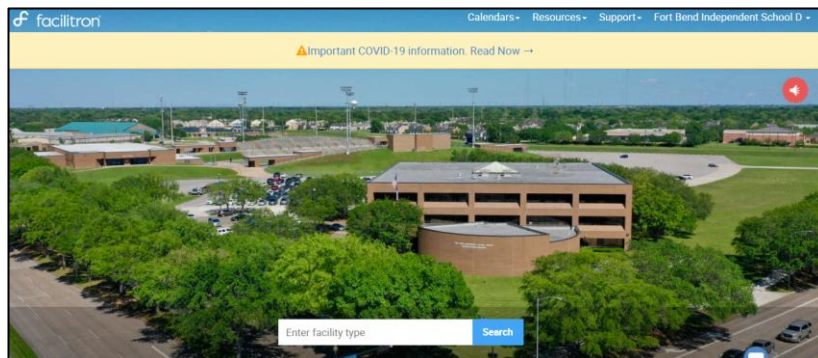 facilitron
Calendars Resources Support Fort Bend Independent School D
Important COVID-19 information. Read Now →
Enter facility type Search